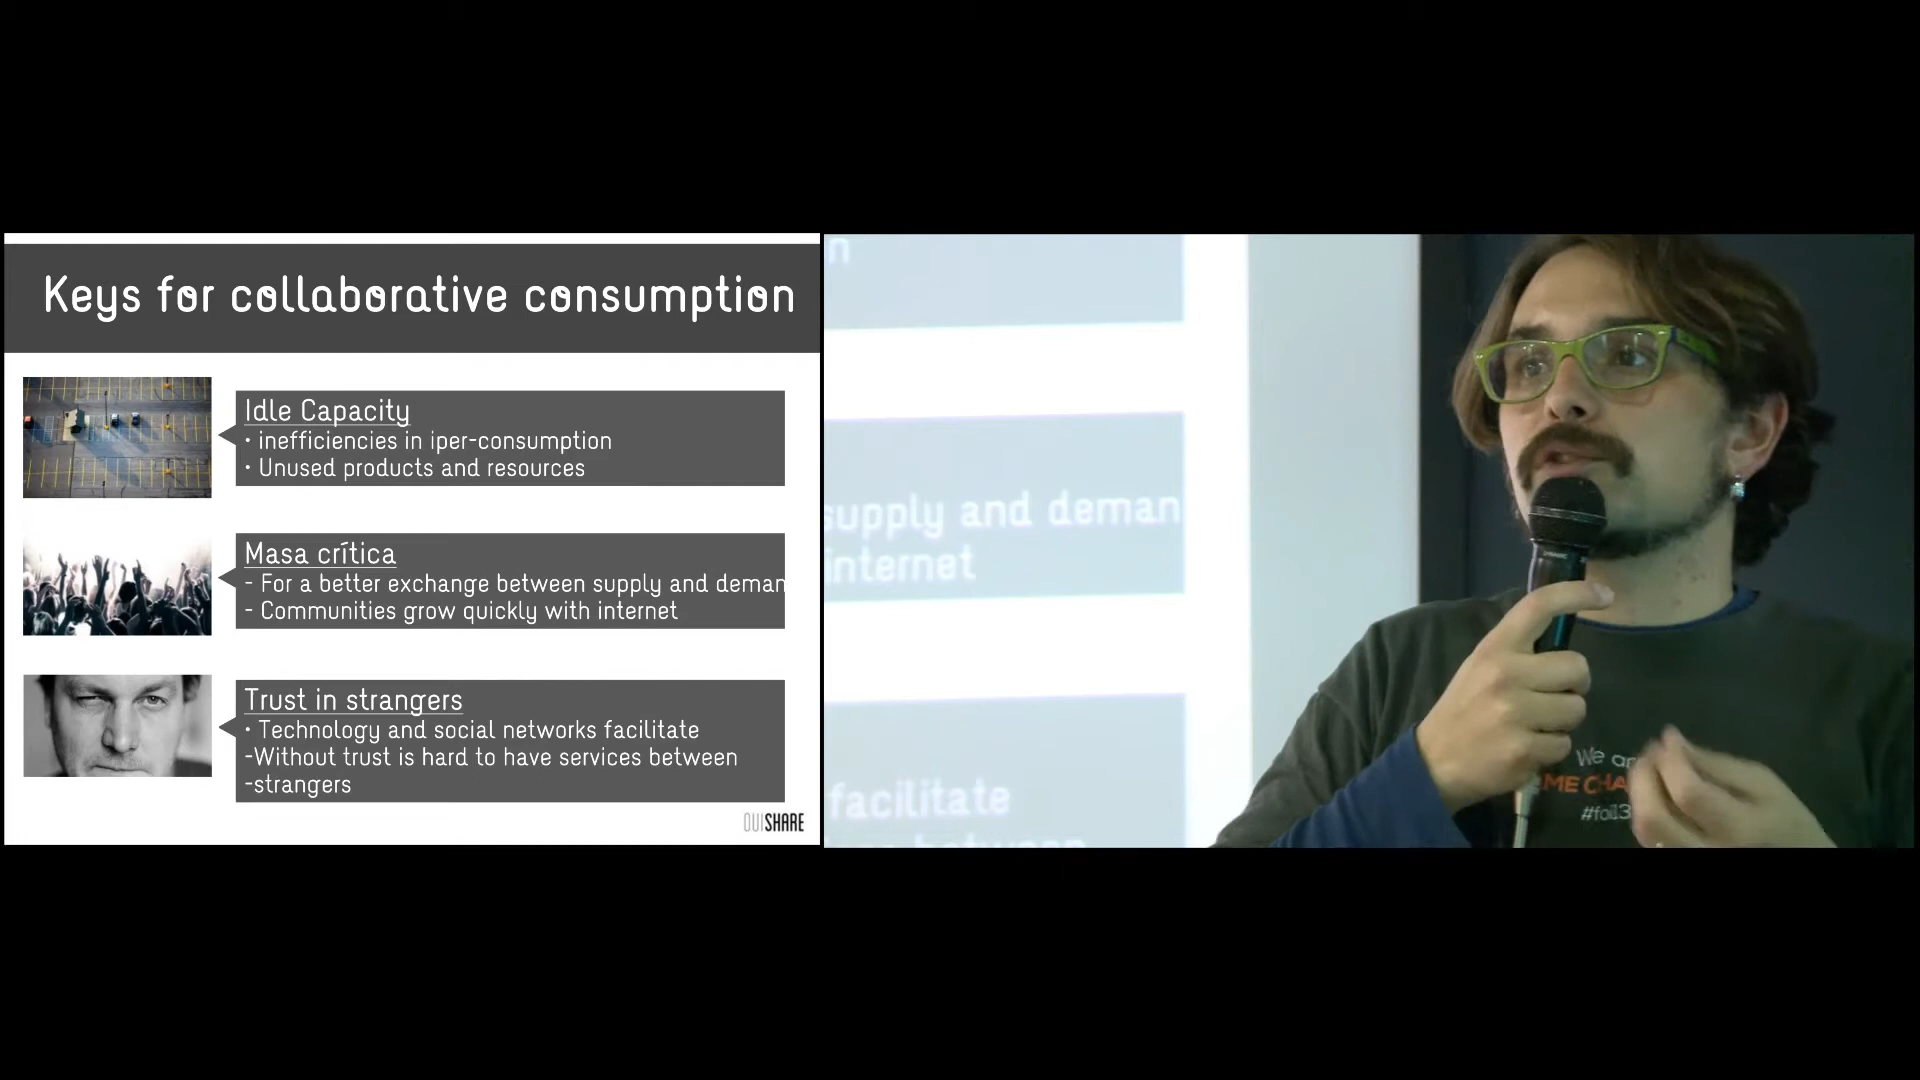 Keys for collaborative consumption
Idle Capacity
• inefficiencies in iper-consumption
• Unused products and resources
Masa crítica
- For a better exchange between supply and deman
- Communities grow quickly with internet
Trust in strangers
• Technology and social networks facilitate
-Without trust is hard to have services between
-strangers
OUISHARE
n
supply and deman
internet
facilitate
between
We ar
ME CHA
#fall3